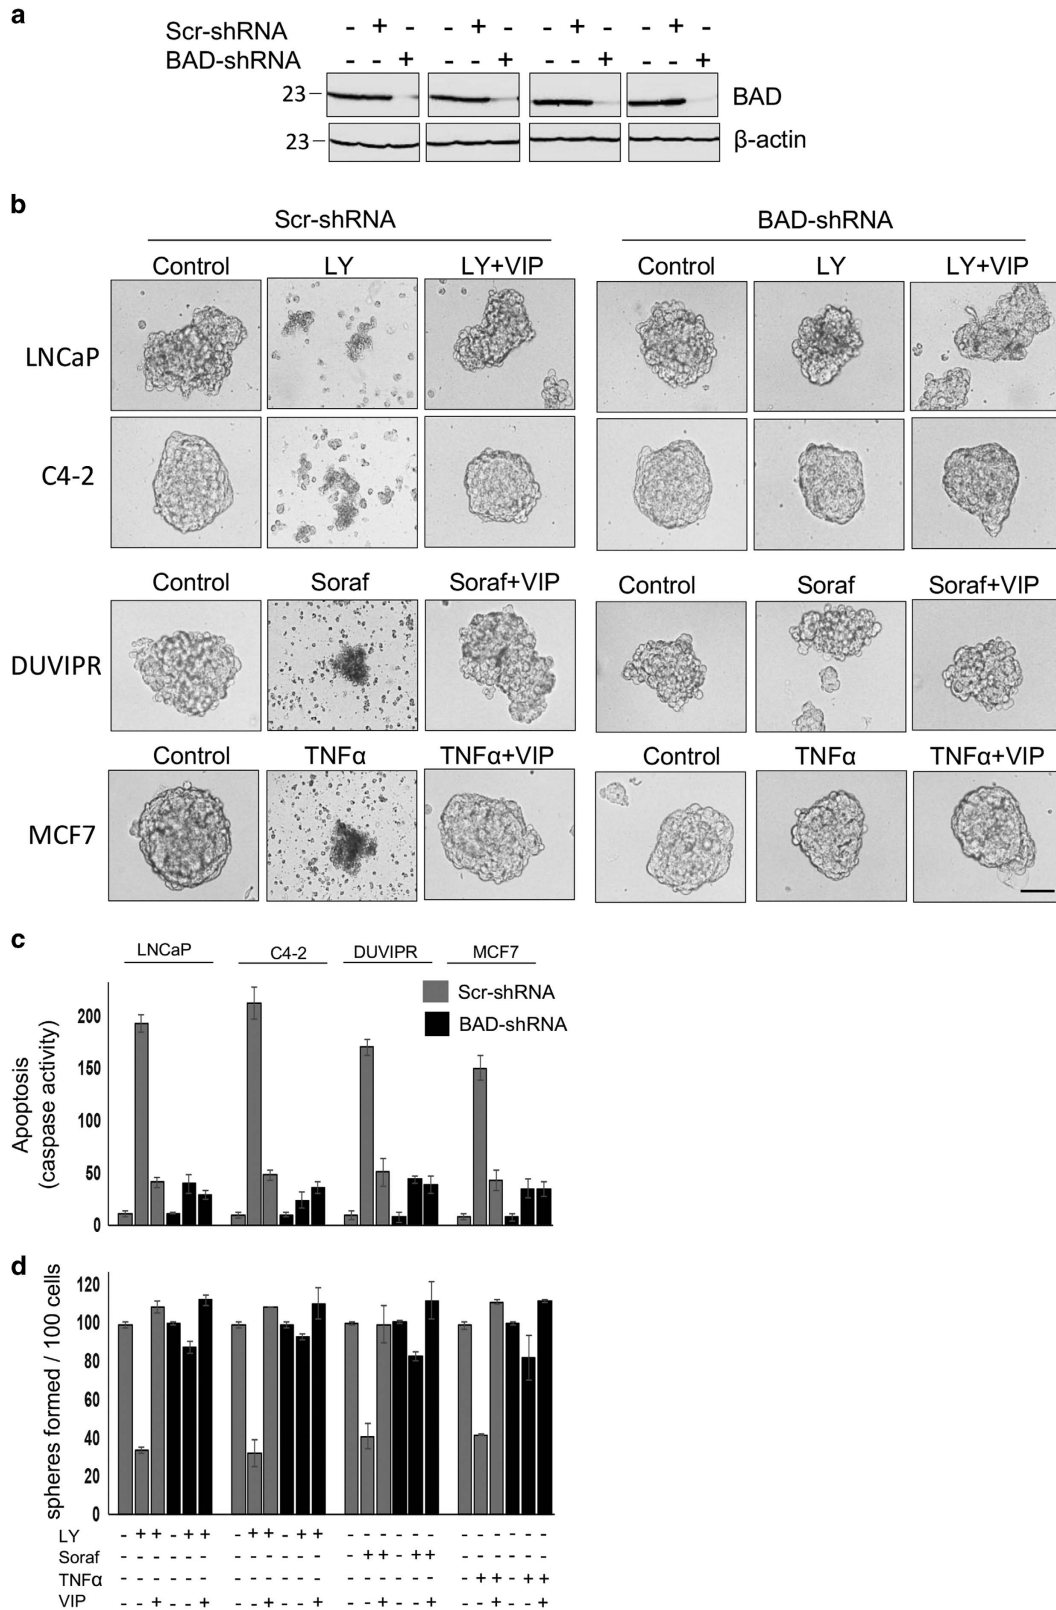 a
Scr-shRNA - + - - + - - + - - + -
BAD-shRNA - - + - - + - - + - - +
23 BAD
23 β-actin
b
Scr-shRNA BAD-shRNA
Control LY LY+VIP Control LY LY+VIP
LNCaP
C4-2
Control Soraf Soraf+VIP Control Soraf Soraf+VIP
DUVIPR
Control TNFα TNFα+VIP Control TNFα TNFα+VIP
MCF7
c
LNCaP C4-2 DUVIPR MCF7
Scr-shRNA
BAD-shRNA
Apoptosis
(caspase activity)
200
150
100
50
0
d
spheres formed / 100 cells
120
100
80
60
40
20
0
LY - + + - + + - + + - + + - - - - - - - - - - - -
Soraf - - - - - - - - - - - - - + + - + + - - - - - -
TNFα - - - - - - - - - - - - - - - - - - - + + - + +
VIP - - + - - + - - + - - + - - + - - + - - + - - +